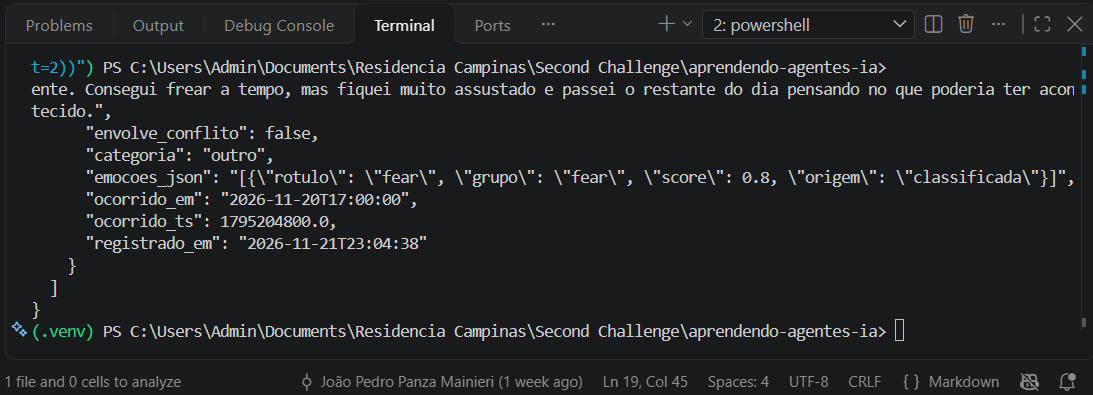 Problems Output Debug Console Terminal Ports ··· 2: powershell ···
t=2))") PS C:\Users\Admin\Documents\Residencia Campinas\Second Challenge\aprendendo-agentes-ia>
ente. Consegui frear a tempo, mas fiquei muito assustado e passei o restante do dia pensando no que poderia ter acon
tecido.",
"envolve_conflito": false,
"categoria": "outro",
"emocoes_json": "[{\"rotulo\": \"fear\", \"grupo\": \"fear\", \"score\": 0.8, \"origem\": \"classificada\"}]",
"ocorrido_em": "2026-11-20T17:00:00",
"ocorrido_ts": 1795204800.0,
"registrado_em": "2026-11-21T23:04:38"
}
]
}
(.venv) PS C:\Users\Admin\Documents\Residencia Campinas\Second Challenge\aprendendo-agentes-ia>
1 file and 0 cells to analyze João Pedro Panza Mainieri (1 week ago) Ln 19, Col 45 Spaces: 4 UTF-8 CRLF { } Markdown